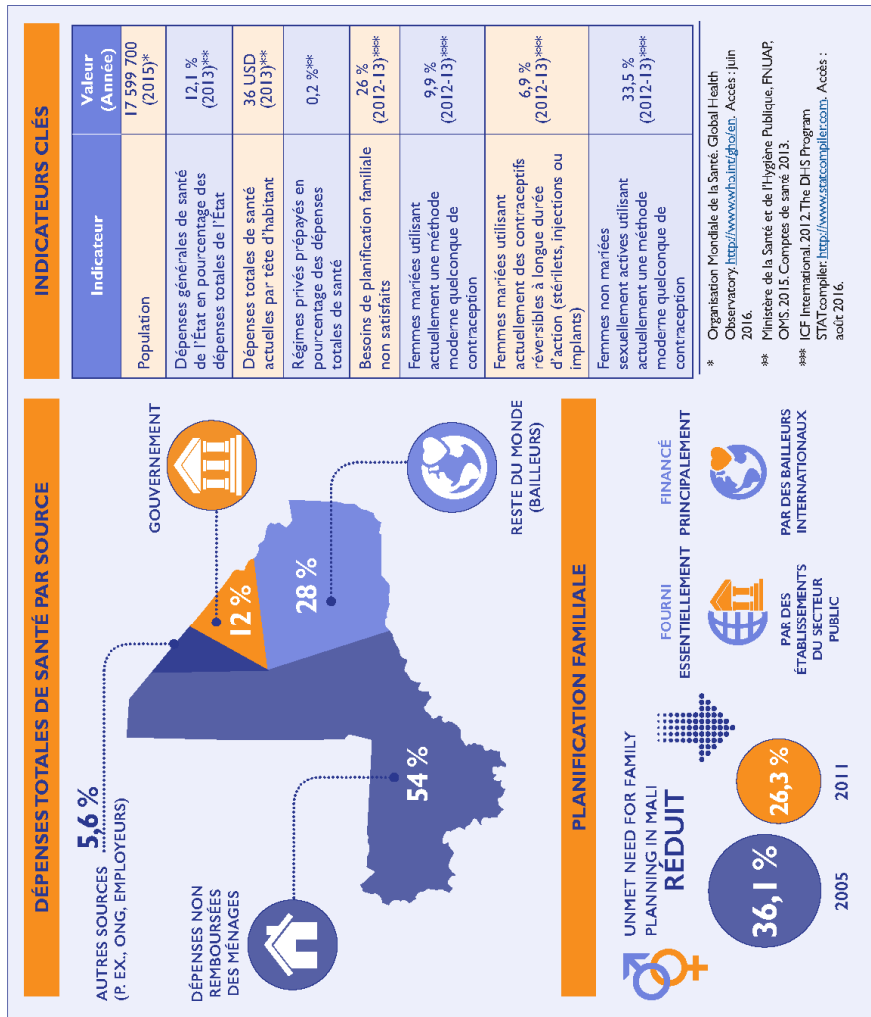 DÉPENSES TOTALES DE SANTÉ PAR SOURCE
5,6 %
AUTRES SOURCES
(P. EX., ONG, EMPLOYEURS)
GOUVERNEMENT
12 %
28 %
54 %
DÉPENSES NON
REMBOURSÉES
DES MÉNAGES
RESTE DU MONDE
(BAILLEURS)
PLANIFICATION FAMILIALE
UNMET NEED FOR FAMILY
PLANNING IN MALI
RÉDUIT
36,1 %
26,3 %
2005
2011
FOURNI
ESSENTIELLEMENT
PAR DES
ÉTABLISSEMENTS
DU SECTEUR
PUBLIC
FINANCÉ
PRINCIPALEMENT
PAR DES BAILLEURS
INTERNATIONAUX
INDICATEURS CLÉS
Indicateur
Valeur
(Année)
Population
17 599 700
(2015)*
Dépenses générales de santé
de l’État en pourcentage des
dépenses totales de l’État
12,1 %
(2013)**
Dépenses totales de santé
actuelles par tête d’habitant
36 USD
(2013)**
Régimes privés prépayés en
pourcentage des dépenses
totales de santé
0,2 %**
Besoins de planification familiale
non satisfaits
26 %
(2012-13)***
Femmes mariées utilisant
actuellement une méthode
moderne quelconque de
contraception
9,9 %
(2012-13)***
Femmes mariées utilisant
actuellement des contraceptifs
réversibles à longue durée
d’action (stérilets, injections ou
implants)
6,9 %
(2012-13)***
Femmes non mariées
sexuellement actives utilisant
actuellement une méthode
moderne quelconque de
contraception
33,5 %
(2012-13)***
* Organisation Mondiale de la Santé. Global Health
Observatory. http://www.who.int/gho/en. Accès : juin
2016.
** Ministère de la Santé et de l’Hygiène Publique, FNUAP,
OMS. 2015. Comptes de santé 2013.
*** ICF International. 2012. The DHS Program
STATcompiler. http://www.statcompiler.com. Accès :
août 2016.